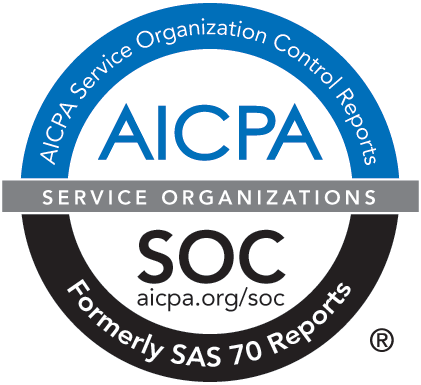 AICPA Service Organization Control Reports
AICPA
SERVICE ORGANIZATIONS
SOC
aicpa.org/soc
Formerly SAS 70 Reports
®